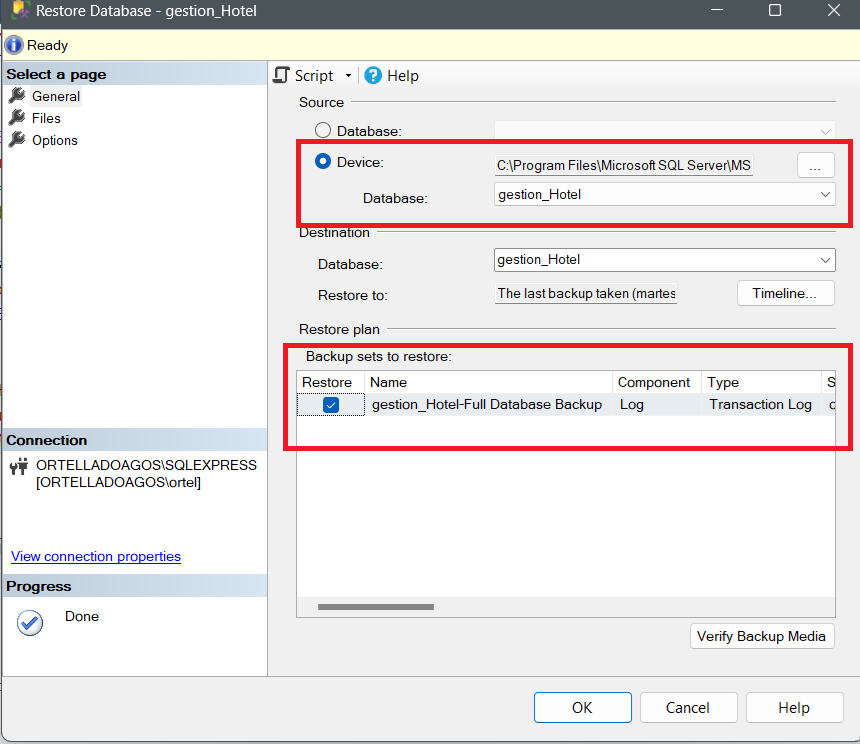 Restore Database - gestion_Hotel
Ready
Select a page
General
Files
Options
Script
Help
Source
Database:
Device:
C:\Program Files\Microsoft SQL Server\MS
...
Database:
gestion_Hotel
Destination
Database:
gestion_Hotel
Restore to:
The last backup taken (martes
Timeline...
Restore plan
Backup sets to restore:
Restore Name Component Type S
gestion_Hotel-Full Database Backup Log Transaction Log
Connection
ORTELLADOAGOS\SQLEXPRESS
[ORTELLADOAGOS\ortel]
View connection properties
Progress
Done
Verify Backup Media
OK
Cancel
Help